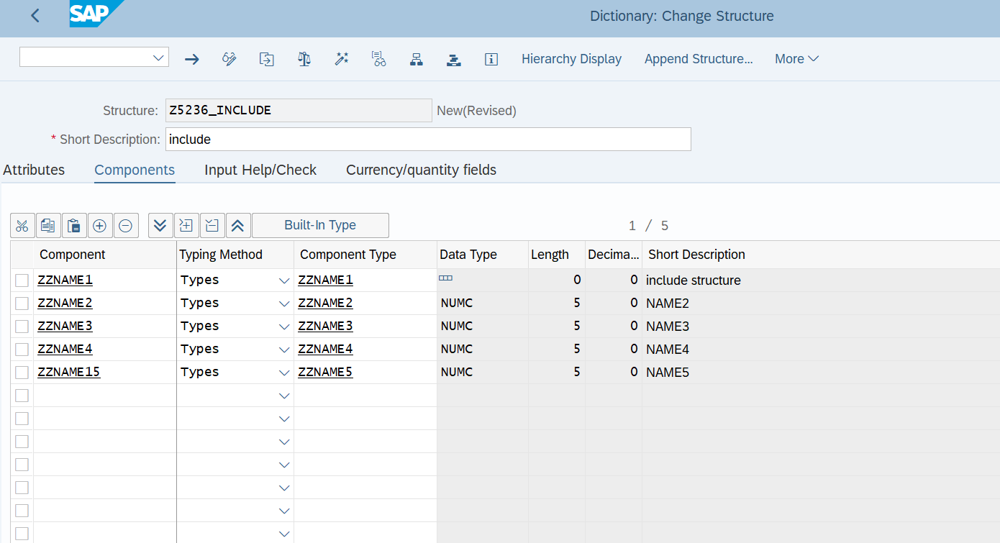 SAP Dictionary: Change Structure
Hierarchy Display Append Structure... More
Structure: Z5236_INCLUDE New(Revised)
* Short Description: include
Attributes Components Input Help/Check Currency/quantity fields
Built-In Type 1 / 5
Component Typing Method Component Type Data Type Length Decima... Short Description
ZZNAME1 Types ZZNAME1 0 0 include structure
ZZNAME2 Types ZZNAME2 NUMC 5 0 NAME2
ZZNAME3 Types ZZNAME3 NUMC 5 0 NAME3
ZZNAME4 Types ZZNAME4 NUMC 5 0 NAME4
ZZNAME15 Types ZZNAME5 NUMC 5 0 NAME5